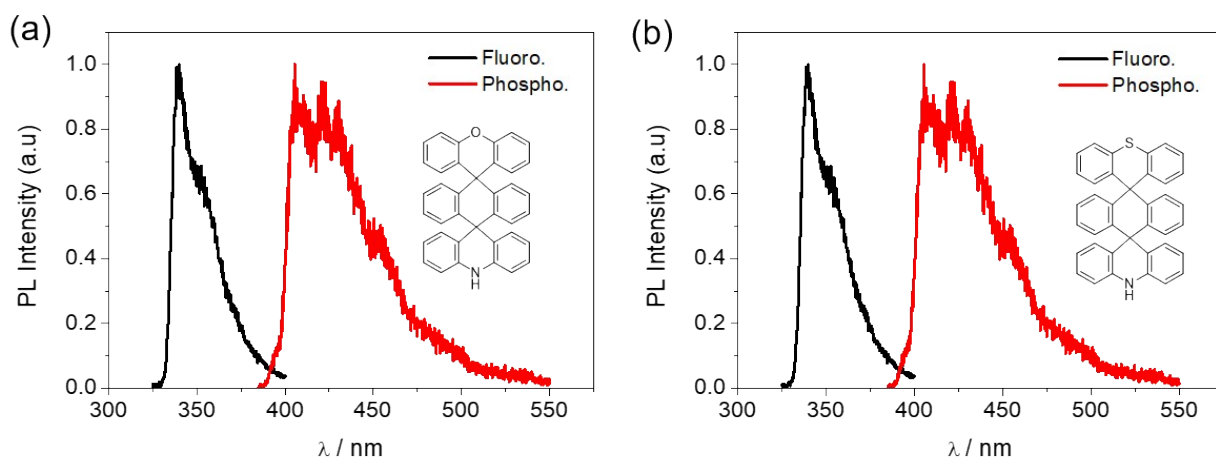 (a)
PL Intensity (a.u)
1.0
0.8
0.6
0.4
0.2
0.0
300
350
400
450
500
550
λ / nm
Fluoro.
Phospho.
O
N
H
(b)
PL Intensity (a.u)
1.0
0.8
0.6
0.4
0.2
0.0
300
350
400
450
500
550
λ / nm
Fluoro.
Phospho.
S
N
H